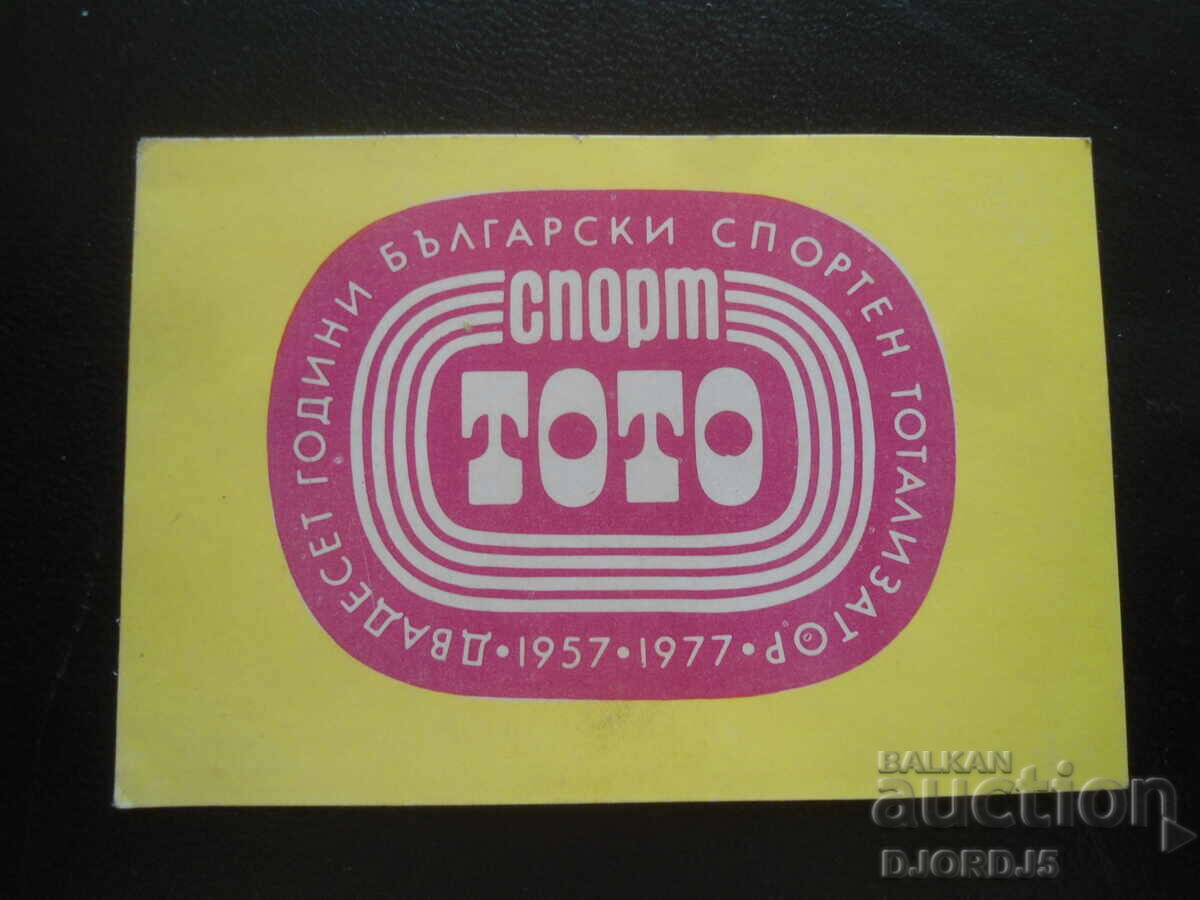 ДВАДЕСЕТ ГОДИНИ БЪЛГАРСКИ СПОРТЕН ТОТАЛИЗАТОР
спорт
ТОТО
• 1957 • 1977 •
BALKAN
auction
DJORDJ5